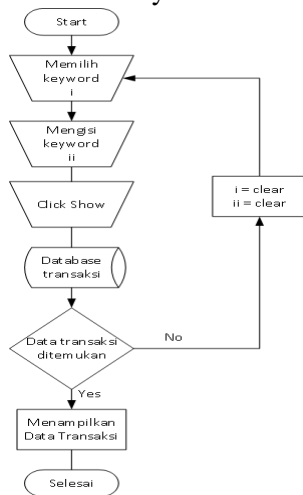 Start
Memilih
keyword
i
Mengisi
keyword
ii
Click Show
i = clear
ii = clear
Database
transaksi
Data transaksi
ditemukan
No
Yes
Menampilkan
Data Transaksi
Selesai